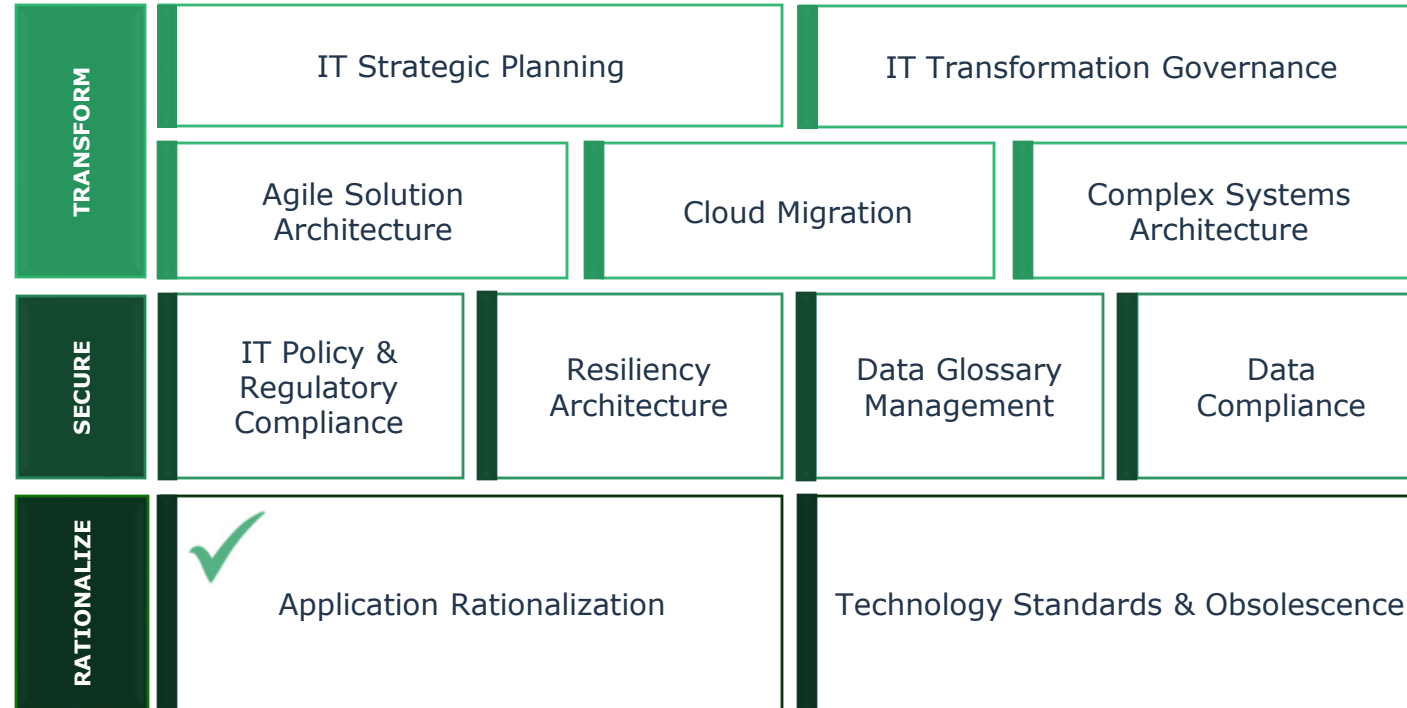 TRANSFORM
IT Strategic Planning
IT Transformation Governance
Agile Solution
Architecture
Cloud Migration
Complex Systems
Architecture
SECURE
IT Policy &
Regulatory
Compliance
Resiliency
Architecture
Data Glossary
Management
Data
Compliance
RATIONALIZE
Application Rationalization
Technology Standards & Obsolescence